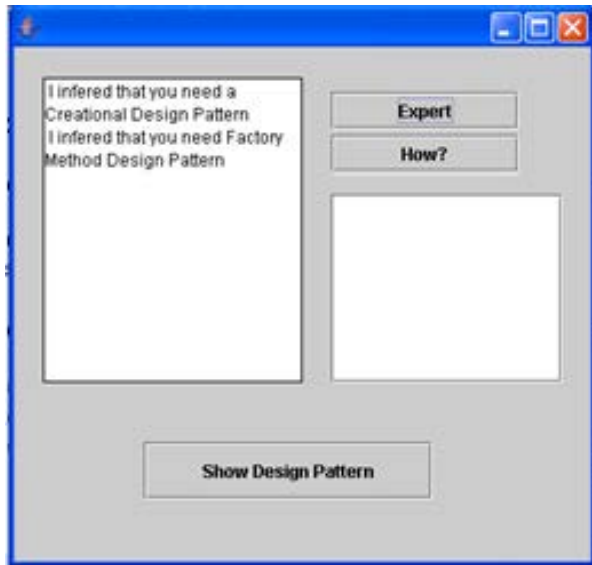 I infered that you need a
Creational Design Pattern
I infered that you need Factory
Method Design Pattern
Expert
How?
Show Design Pattern